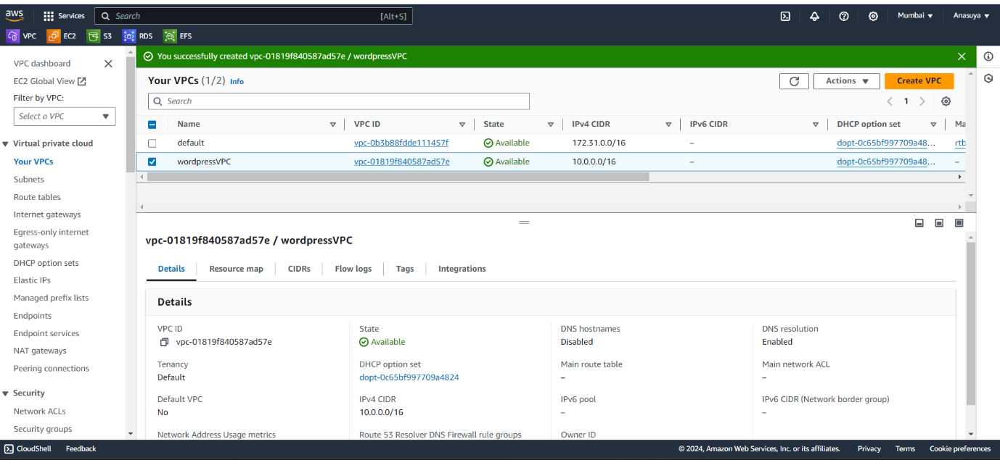 aws Services Search [Alt+S] Mumbai Anasuya
VPC EC2 S3 RDS EFS
VPC dashboard
EC2 Global View
Filter by VPC:
Select a VPC
Virtual private cloud
Your VPCs
Subnets
Route tables
Internet gateways
Egress-only internet
gateways
DHCP option sets
Elastic IPs
Managed prefix lists
Endpoints
Endpoint services
NAT gateways
Peering connections
Security
Network ACLs
Security groups
You successfully created vpc-01819f840587ad57e / wordpressVPC
Your VPCs (1/2) Info Actions Create VPC
Search 1
Name VPC ID State IPv4 CIDR IPv6 CIDR DHCP option set Ma
default vpc-0b3b88fdde111457f Available 172.31.0.0/16 – dopt-0c65bf997709a48... rtb
wordpressVPC vpc-01819f840587ad57e Available 10.0.0.0/16 – dopt-0c65bf997709a48... –
vpc-01819f840587ad57e / wordpressVPC
Details Resource map CIDRs Flow logs Tags Integrations
Details
VPC ID State DNS hostnames DNS resolution
vpc-01819f840587ad57e Available Disabled Enabled
Tenancy DHCP option set Main route table Main network ACL
Default dopt-0c65bf997709a4824 – –
Default VPC IPv4 CIDR IPv6 pool IPv6 CIDR (Network border group)
No 10.0.0.0/16 – –
Network Address Usage metrics Route 53 Resolver DNS Firewall rule groups Owner ID
CloudShell Feedback © 2024, Amazon Web Services, Inc. or its affiliates. Privacy Terms Cookie preferences